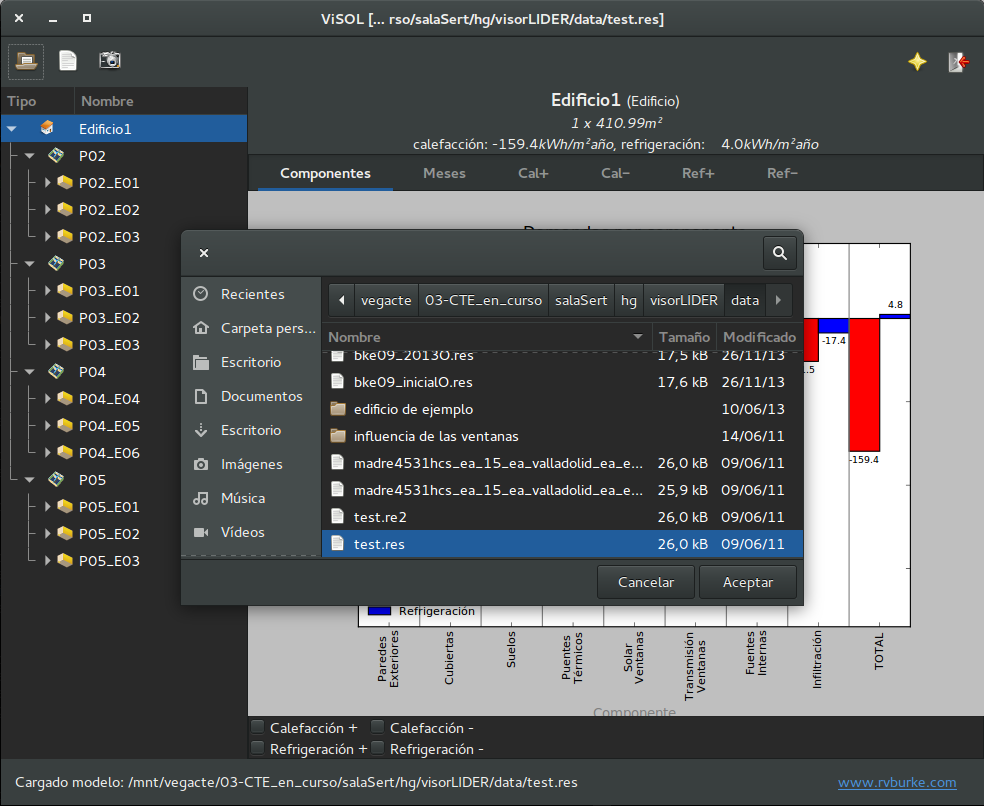 ViSOL [... rso/salaSert/hg/visorLIDER/data/test.res]
Tipo Nombre
Edificio1
P02
P02_E01
P02_E02
P02_E03
P03
P03_E01
P03_E02
P03_E03
P04
P04_E04
P04_E05
P04_E06
P05
P05_E01
P05_E02
P05_E03
Edificio1 (Edificio)
1 x 410.99m²
calefacción: -159.4kWh/m²año, refrigeración: 4.0kWh/m²año
Componentes Meses Cal+ Cal− Ref+ Ref−
Recientes
Carpeta pers...
Escritorio
Documentos
Escritorio
Imágenes
Música
Vídeos
vegacte 03-CTE_en_curso salaSert hg visorLIDER data
Nombre Tamaño Modificado
bke09_2013O.res 17,5 kB 26/11/13
bke09_inicialO.res 17,6 kB 26/11/13
edificio de ejemplo 10/06/13
influencia de las ventanas 14/06/11
madre4531hcs_ea_15_ea_valladolid_ea_e... 26,0 kB 09/06/11
madre4531hcs_ea_15_ea_valladolid_ea_e... 25,9 kB 09/06/11
test.re2 26,0 kB 09/06/11
test.res 26,0 kB 09/06/11
Cancelar Aceptar
4.8
-17.4
.5
-159.4
Refrigeración
Paredes
Exteriores
Cubiertas
Suelos
Puentes
Térmicos
Solar
Ventanas
Transmisión
Ventanas
Fuentes
Internas
Infiltración
TOTAL
Componente
Calefacción + Calefacción -
Refrigeración + Refrigeración -
Cargado modelo: /mnt/vegacte/03-CTE_en_curso/salaSert/hg/visorLIDER/data/test.res
www.rvburke.com